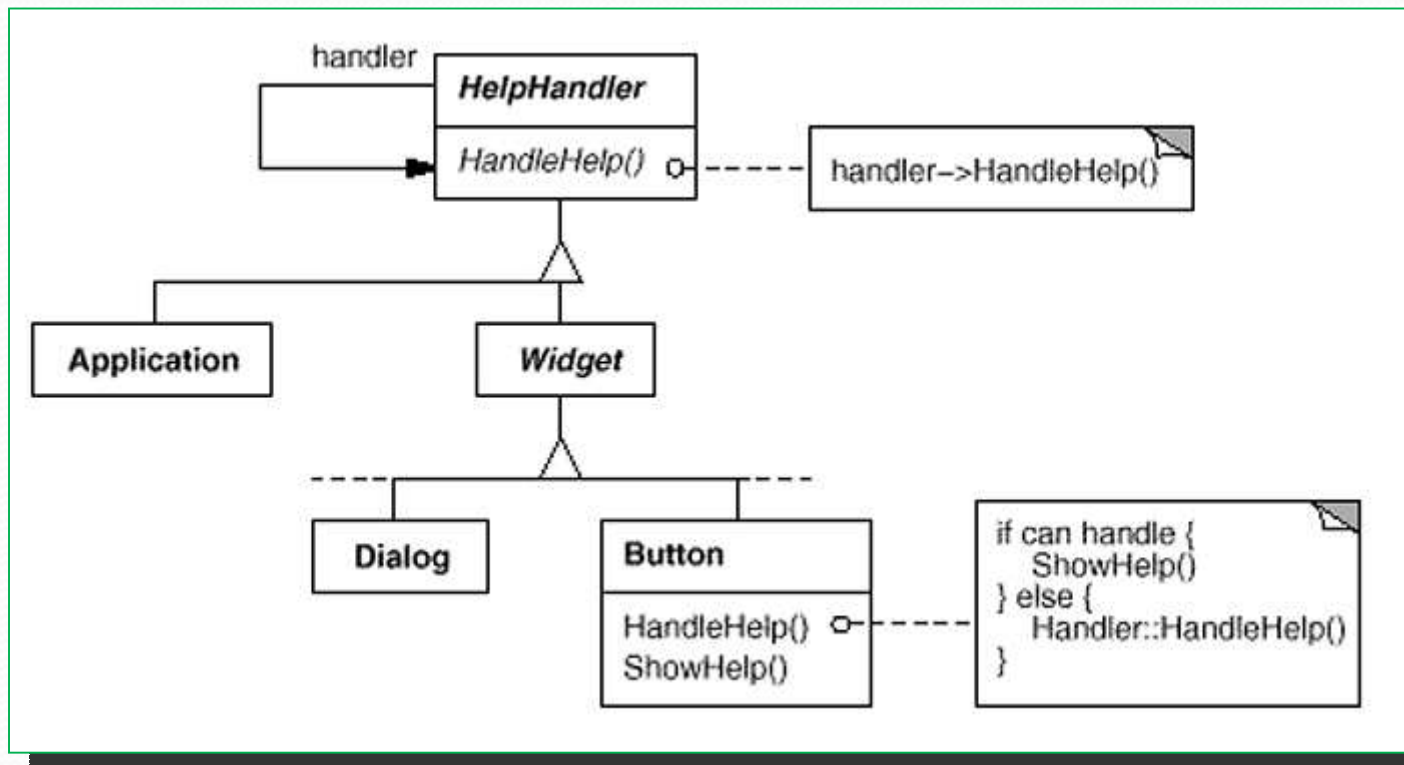 handler
HelpHandler
HandleHelp()
handler->HandleHelp()
Application
Widget
Dialog
Button
HandleHelp()
ShowHelp()
if can handle {
ShowHelp()
} else {
Handler::HandleHelp()
}